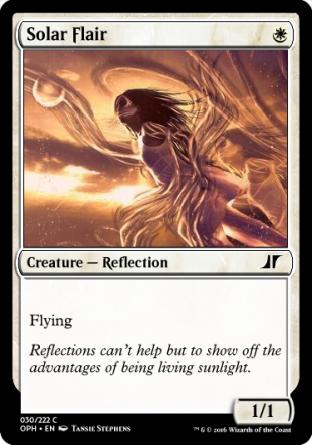 Solar Flair
Creature — Reflection
Flying
Reflections can't help but to show off the
advantages of being living sunlight.
1/1
030/222 C
OPH • EN Tansie Stephens
™ & © 2016 Wizards of the Coast